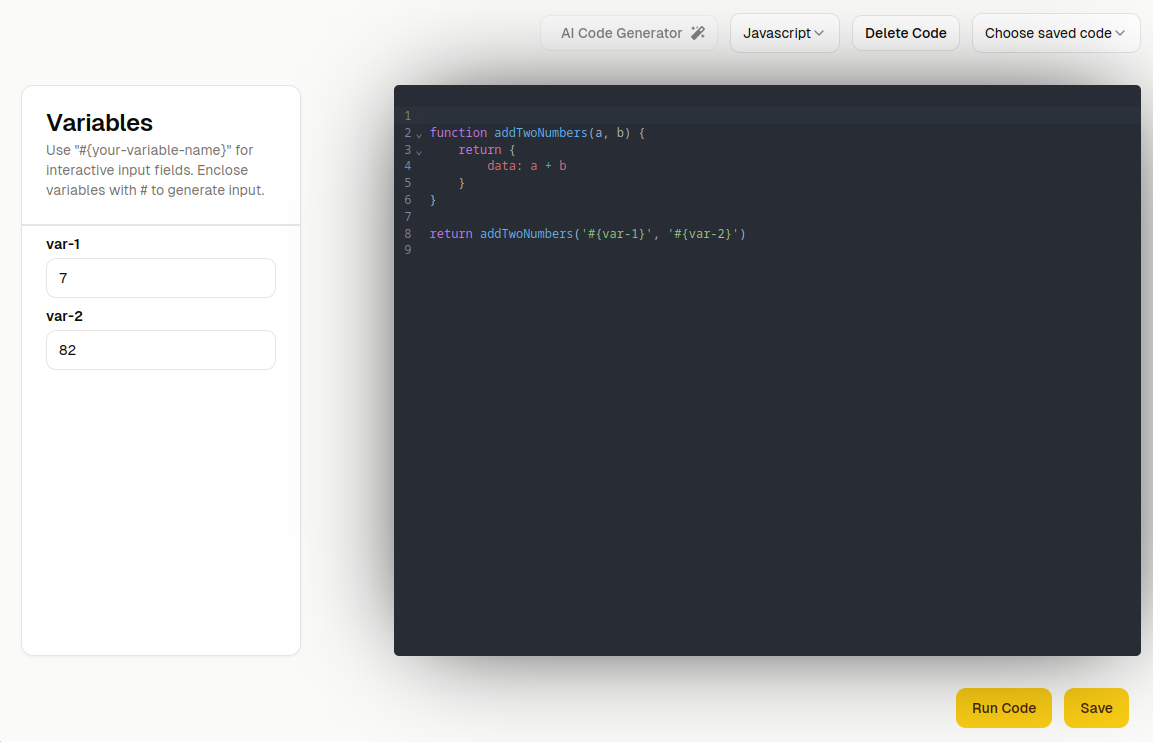 AI Code Generator
Javascript
Delete Code
Choose saved code
Variables
Use "#{your-variable-name}" for
interactive input fields. Enclose
variables with # to generate input.
var-1
7
var-2
82
1
2 function addTwoNumbers(a, b) {
3     return {
4         data: a + b
5     }
6 }
7
8 return addTwoNumbers('#{var-1}', '#{var-2}')
9
Run Code
Save